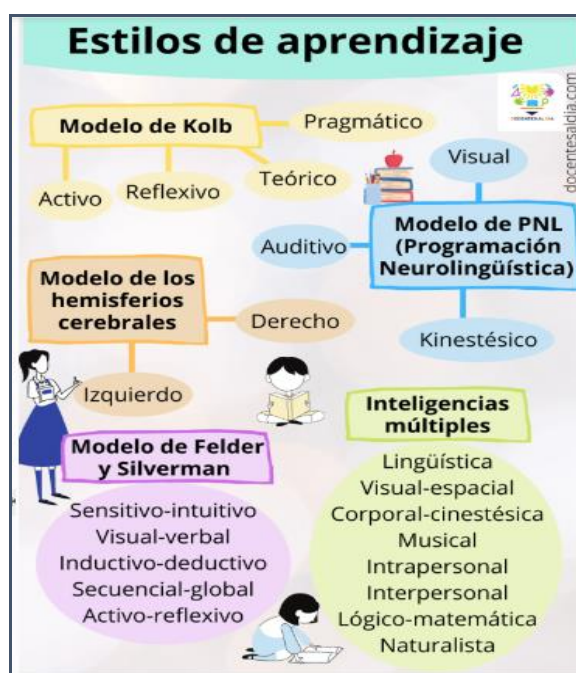 Estilos de aprendizaje
docentesaldia.com
Modelo de Kolb
Pragmático
Activo
Reflexivo
Teórico
Visual
Auditivo
Modelo de PNL
(Programación
Neurolingüística)
Kinestésico
Modelo de los
hemisferios
cerebrales
Derecho
Izquierdo
Modelo de Felder
y Silverman
Sensitivo-intuitivo
Visual-verbal
Inductivo-deductivo
Secuencial-global
Activo-reflexivo
Inteligencias
múltiples
Lingüística
Visual-espacial
Corporal-cinestésica
Musical
Intrapersonal
Interpersonal
Lógico-matemática
Naturalista